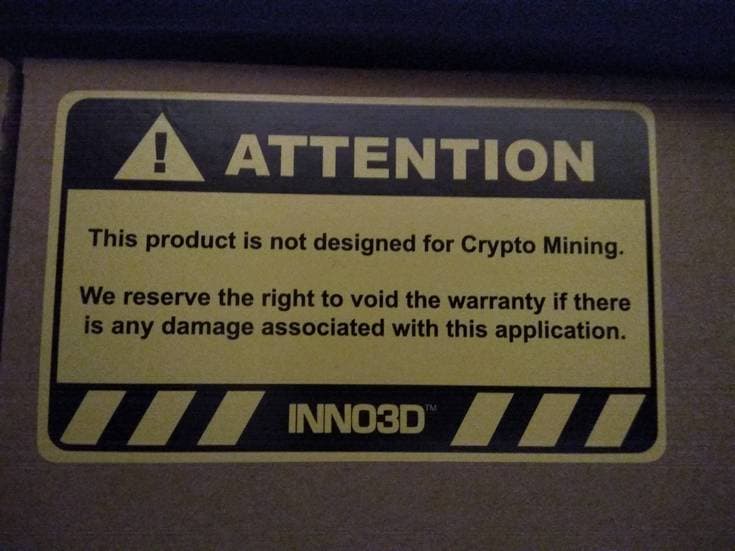 ! ATTENTION
This product is not designed for Crypto Mining.
We reserve the right to void the warranty if there
is any damage associated with this application.
INNO3D™